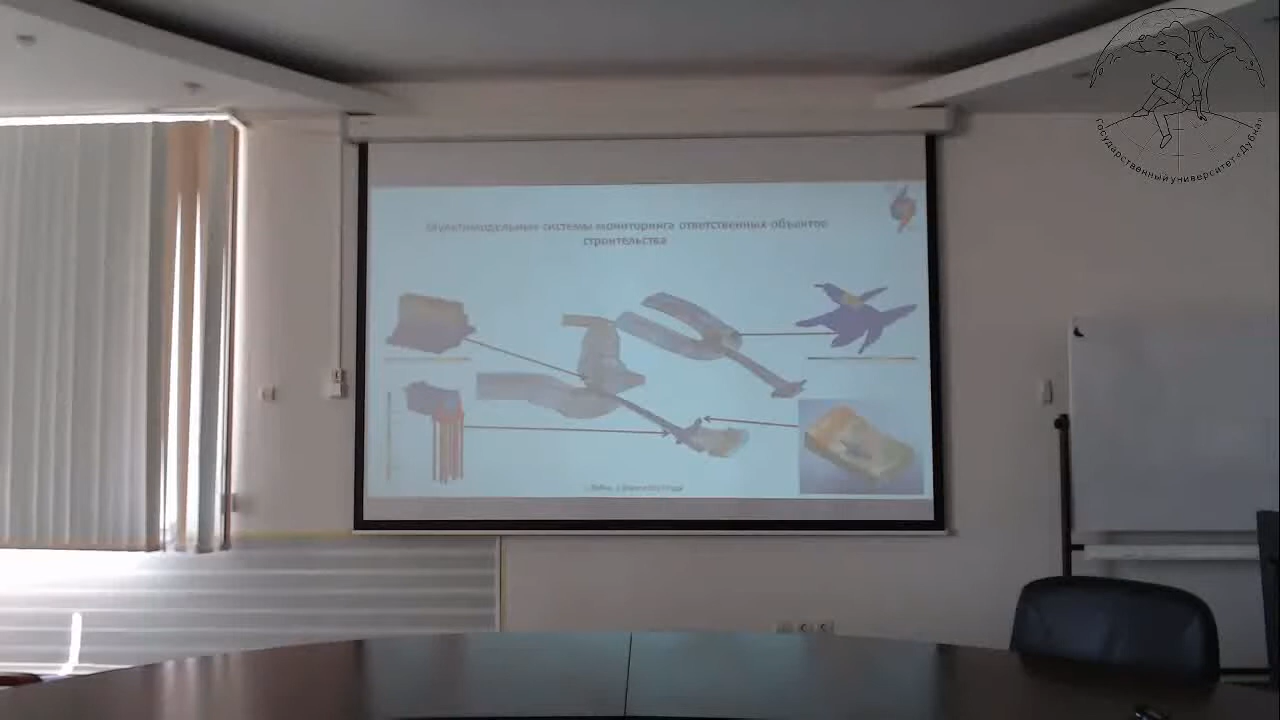 государственный университет «Дубна»
Мультимодельные системы мониторинга ответственных объектов
строительства